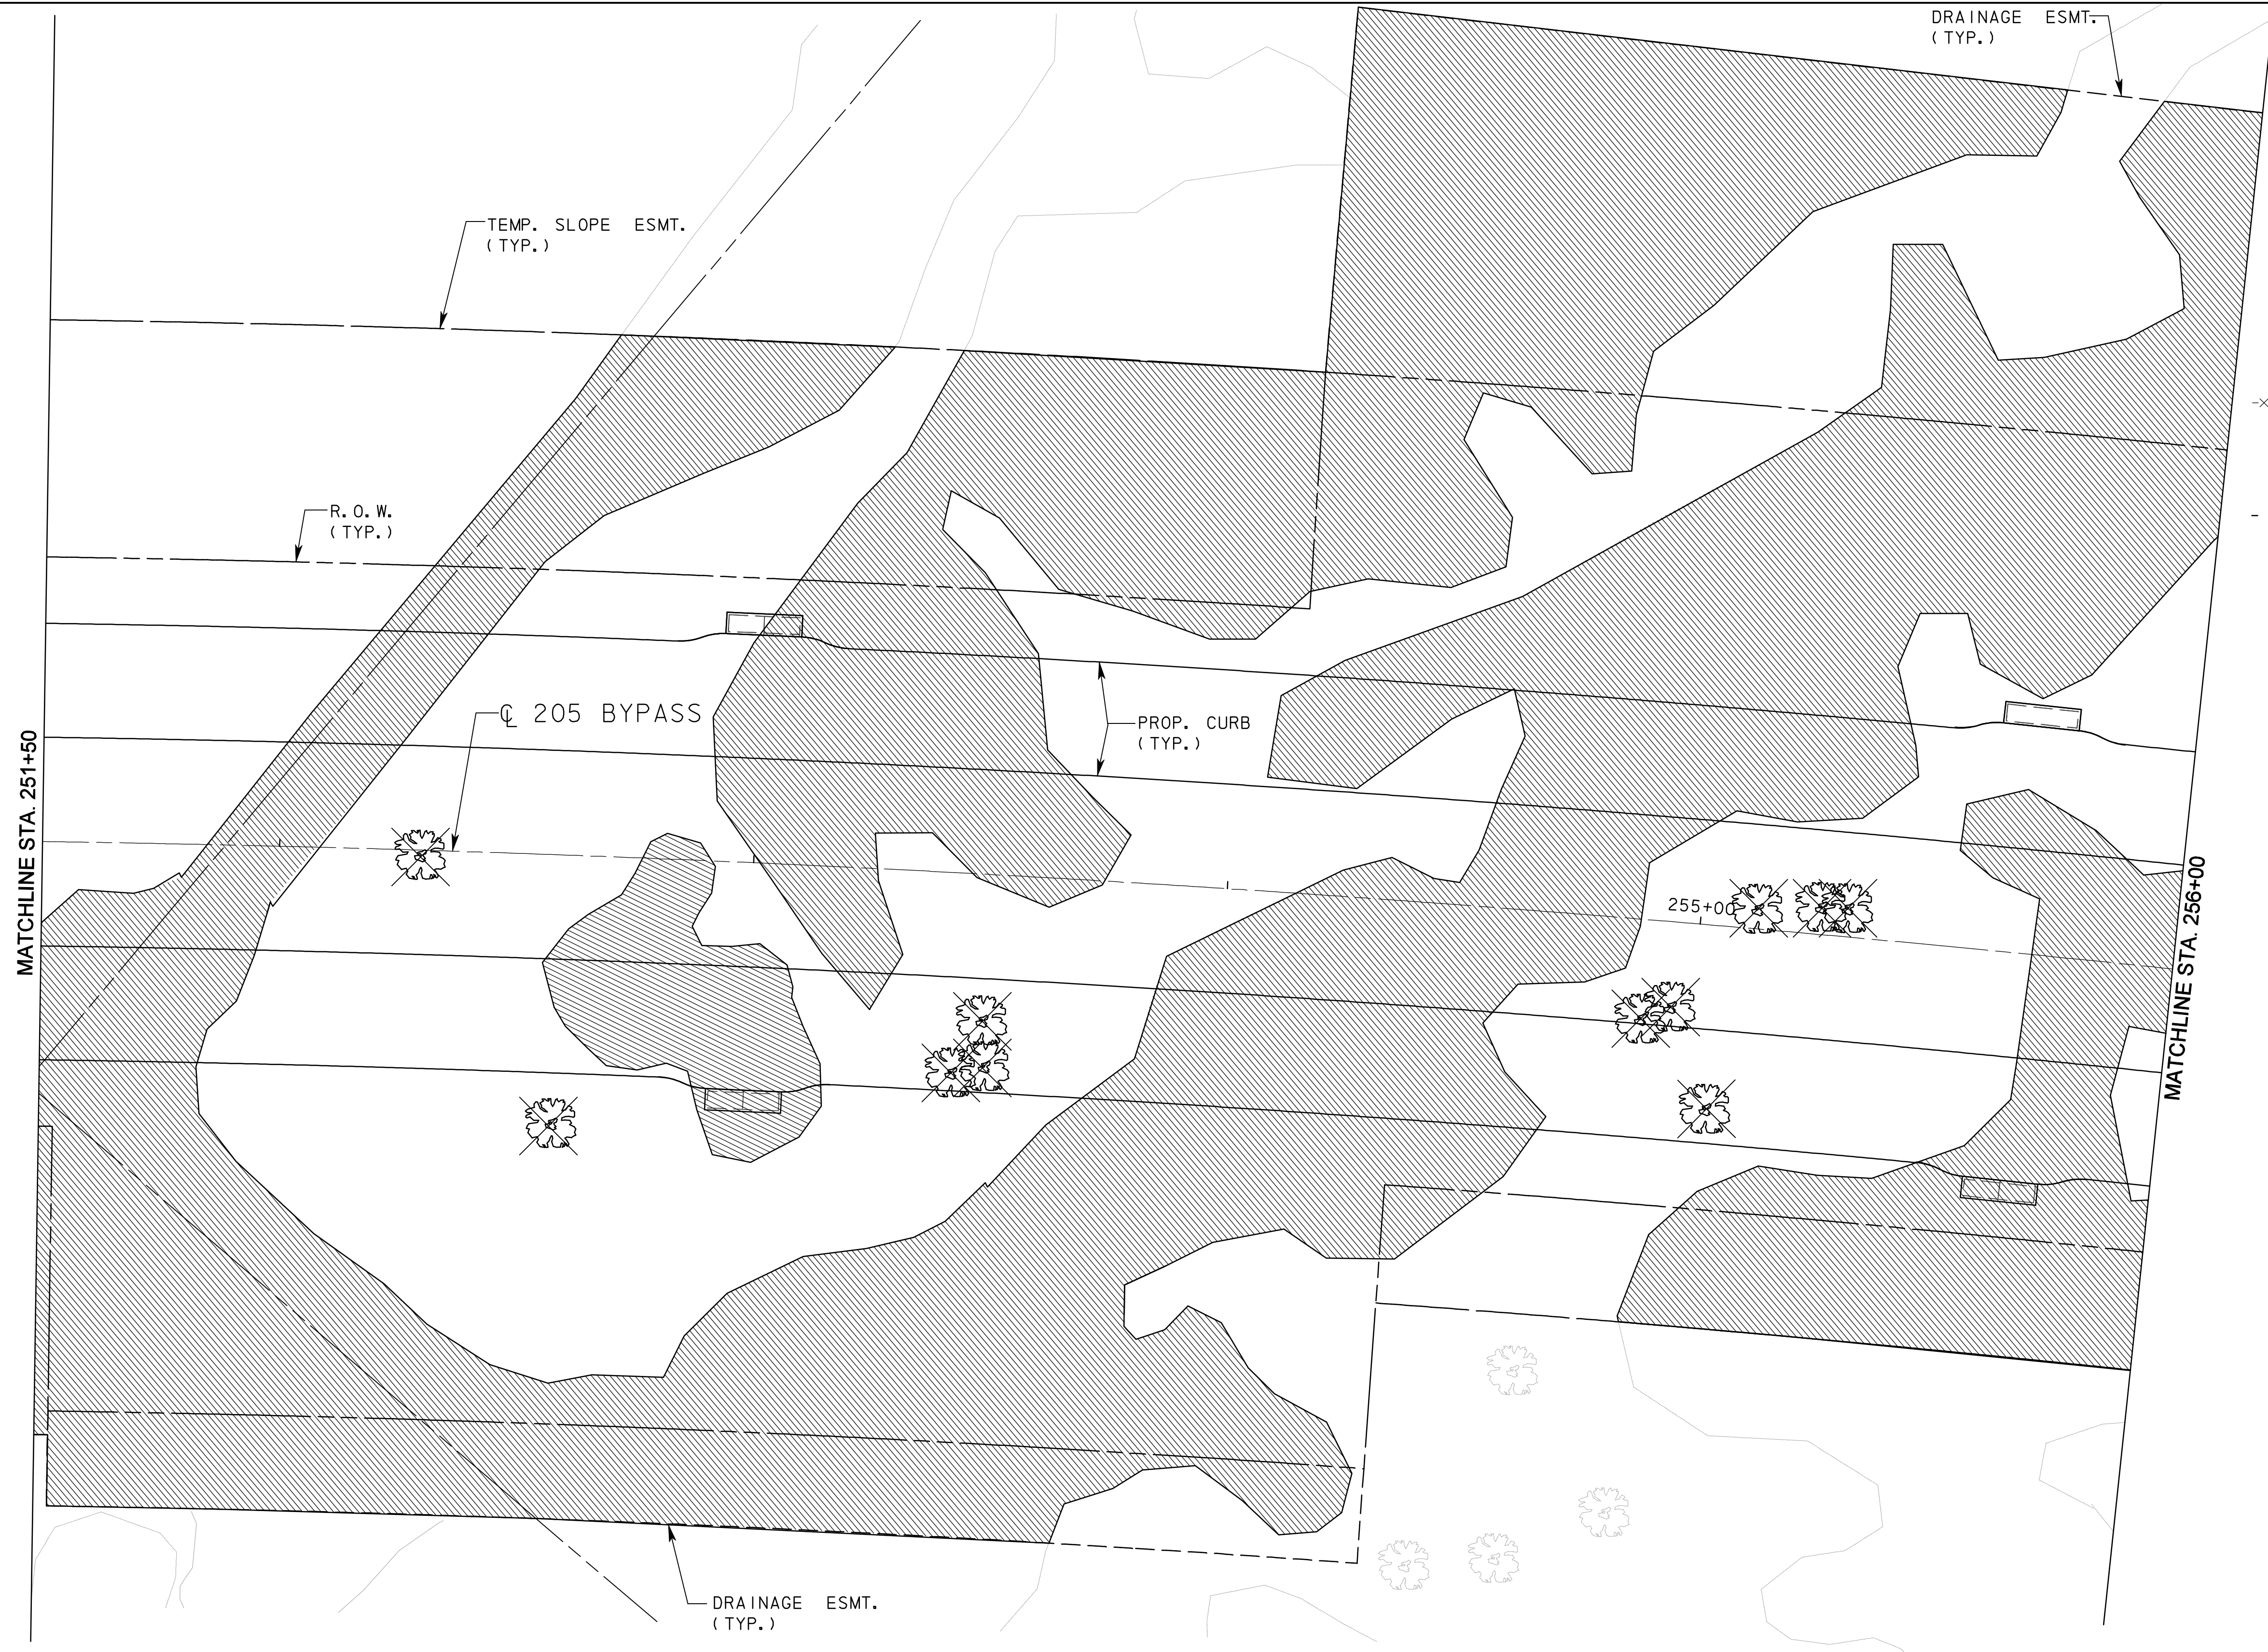 DRAINAGE ESMT.
(TYP.)
TEMP. SLOPE ESMT.
(TYP.)
R.O.W.
(TYP.)
℄ 205 BYPASS
PROP. CURB
(TYP.)
MATCHLINE STA. 251+50
255+00
MATCHLINE STA. 256+00
DRAINAGE ESMT.
(TYP.)